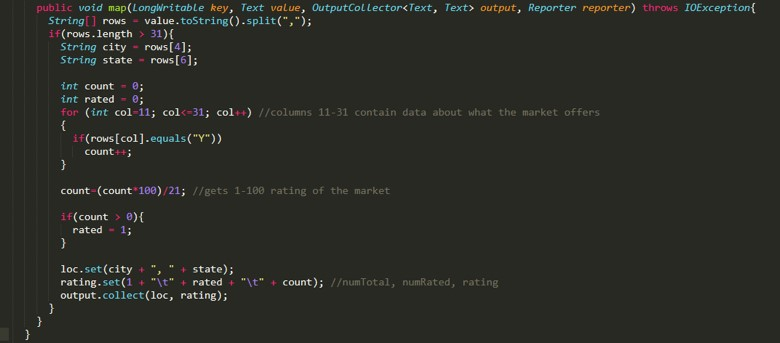 public void map(LongWritable key, Text value, OutputCollector<Text, Text> output, Reporter reporter) throws IOException{
String[] rows = value.toString().split(",");
if(rows.length > 31){
String city = rows[4];
String state = rows[6];
int count = 0;
int rated = 0;
for (int col=11; col<=31; col++) //columns 11-31 contain data about what the market offers
{
if(rows[col].equals("Y"))
count++;
}
count=(count*100)/21; //gets 1-100 rating of the market
if(count > 0){
rated = 1;
}
loc.set(city + ", " + state);
rating.set(1 + "\t" + rated + "\t" + count); //numTotal, numRated, rating
output.collect(loc, rating);
}
}
}